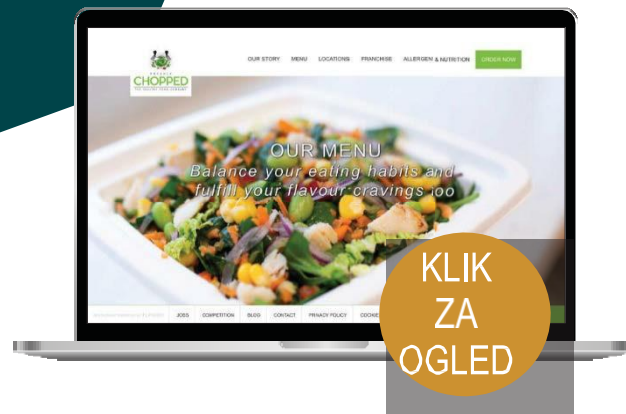 OUR STORY MENU LOCATIONS FRANCHISE ALLERGEN & NUTRITION ORDER NOW
CHOPPED
OUR MENU
Balance your eating habits and
fulfill your flavour cravings too
JOBS COMPETITION BLOG CONTACT PRIVACY POLICY COOKIE
KLIK
ZA
OGLED